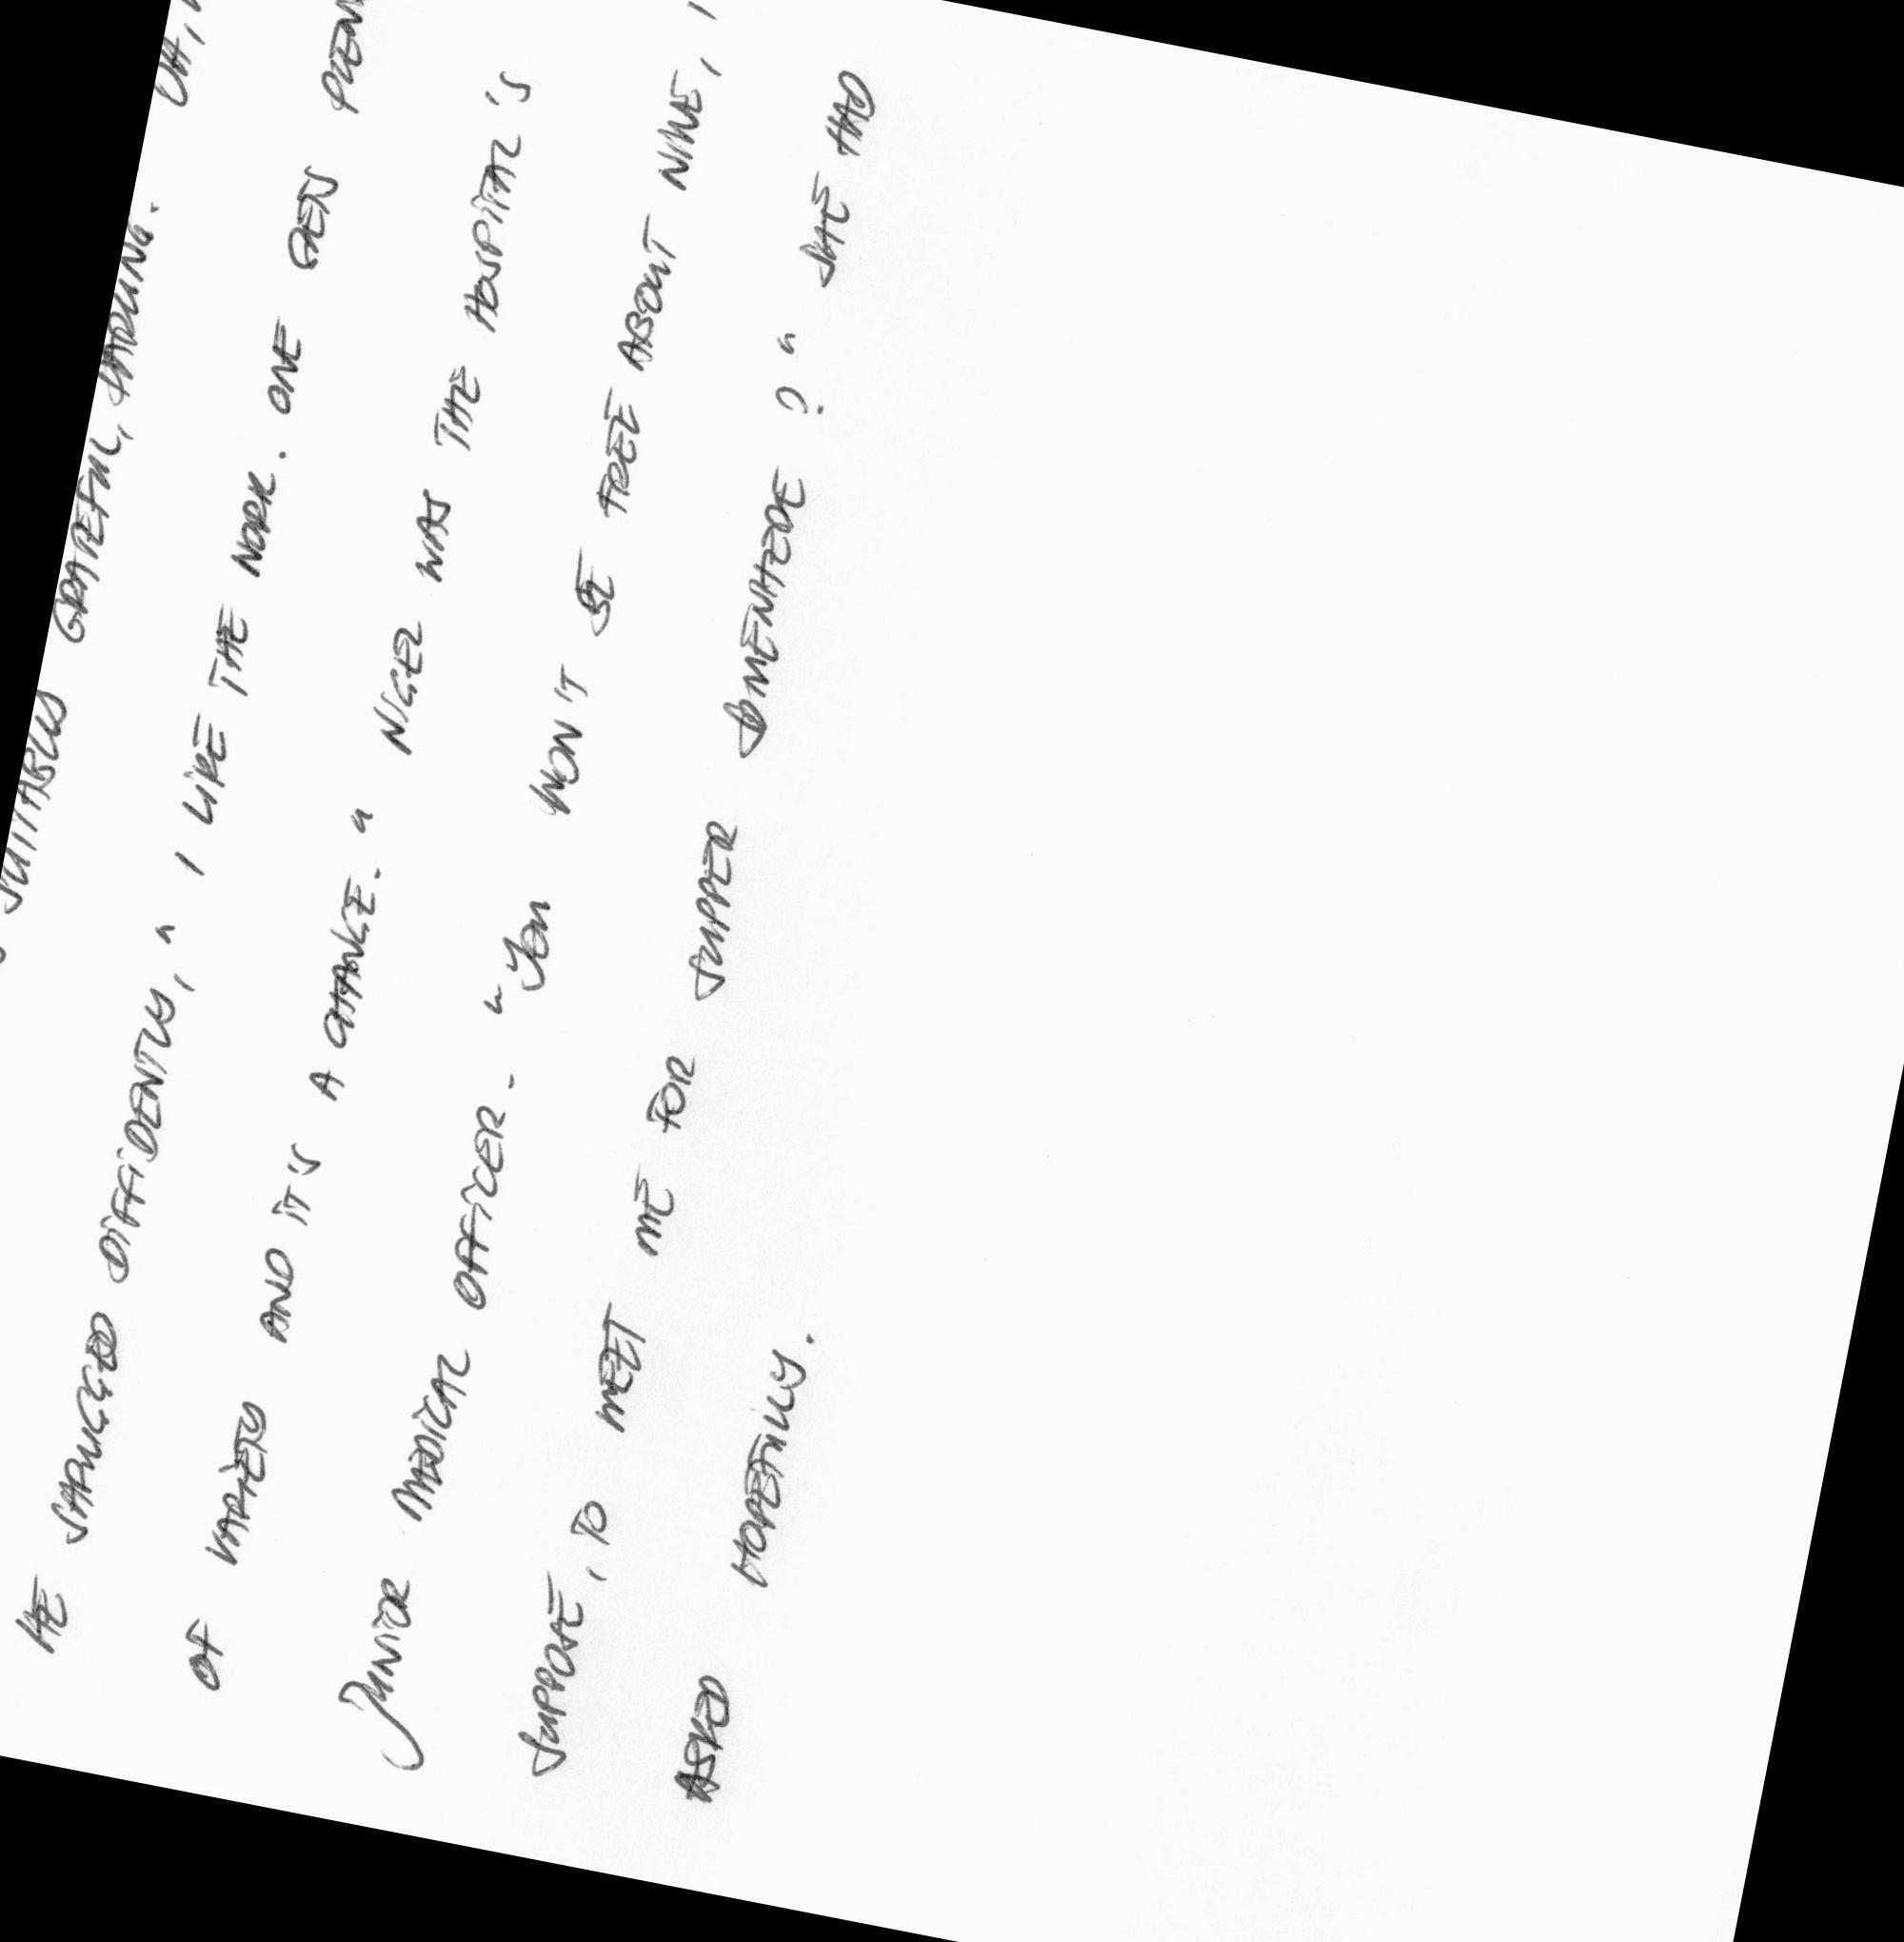 SUITABLY GRATEFUL, DARLING. OH,
HE SHRUGGED DIFFIDENTLY, " I LIKE THE WORK. ONE GETS
OF VARIETY AND IT'S A CHANGE. " NIGEL WAS THE HOSPITAL'S
JUNIOR MEDICAL OFFICER. " YOU WON'T BE FREE ABOUT NINE, I
SUPPOSE, TO MEET ME FOR SUPPER SOMEWHERE ? " SHE HAD
ASKED HOPEFULLY.